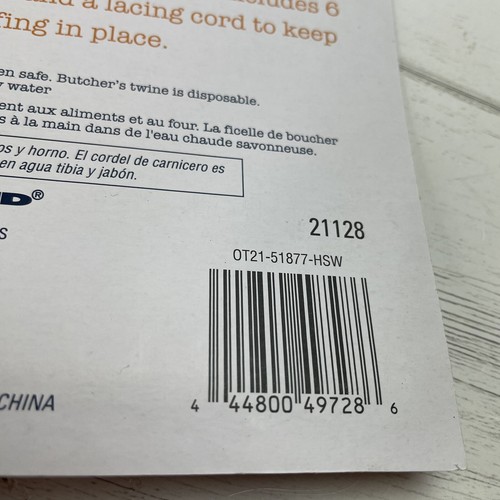 includes 6
and a lacing cord to keep
fing in place.
en safe. Butcher's twine is disposable.
water
ent aux aliments et au four. La ficelle de boucher
s à la main dans de l'eau chaude savonneuse.
os y horno. El cordel de carnicero es
en agua tibia y jabón.
D®
S
21128
OT21-51877-HSW
4 44800 49728 6
CHINA